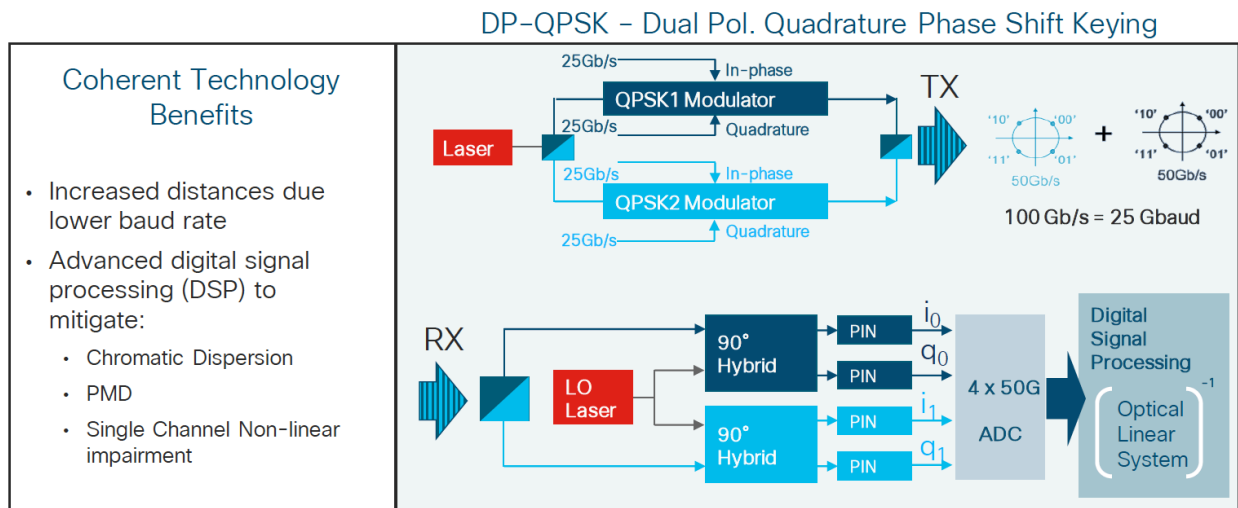 DP-QPSK – Dual Pol. Quadrature Phase Shift Keying
Coherent Technology
Benefits
• Increased distances due
lower baud rate
• Advanced digital signal
processing (DSP) to
mitigate:
• Chromatic Dispersion
• PMD
• Single Channel Non-linear
impairment
25Gb/s
In-phase
QPSK1 Modulator
25Gb/s
Quadrature
Laser
25Gb/s
In-phase
QPSK2 Modulator
25Gb/s
Quadrature
TX
'10' '00'
'11' '01'
50Gb/s
+
'10' '00'
'11' '01'
50Gb/s
100 Gb/s = 25 Gbaud
RX
LO
Laser
90°
Hybrid
90°
Hybrid
PIN
PIN
PIN
PIN
i0
q0
i1
q1
4 x 50G
ADC
Digital
Signal
Processing
-1
Optical
Linear
System